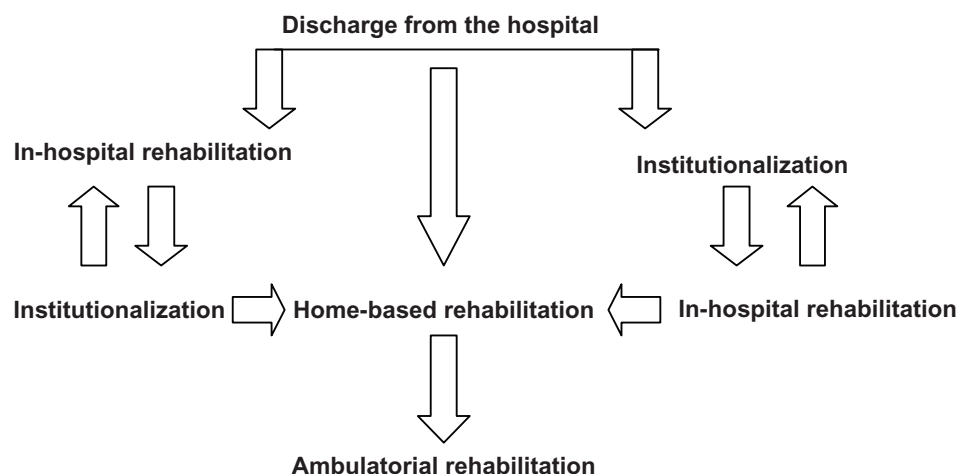 Discharge from the hospital
In-hospital rehabilitation
Institutionalization
Institutionalization
Home-based rehabilitation
In-hospital rehabilitation
Ambulatorial rehabilitation